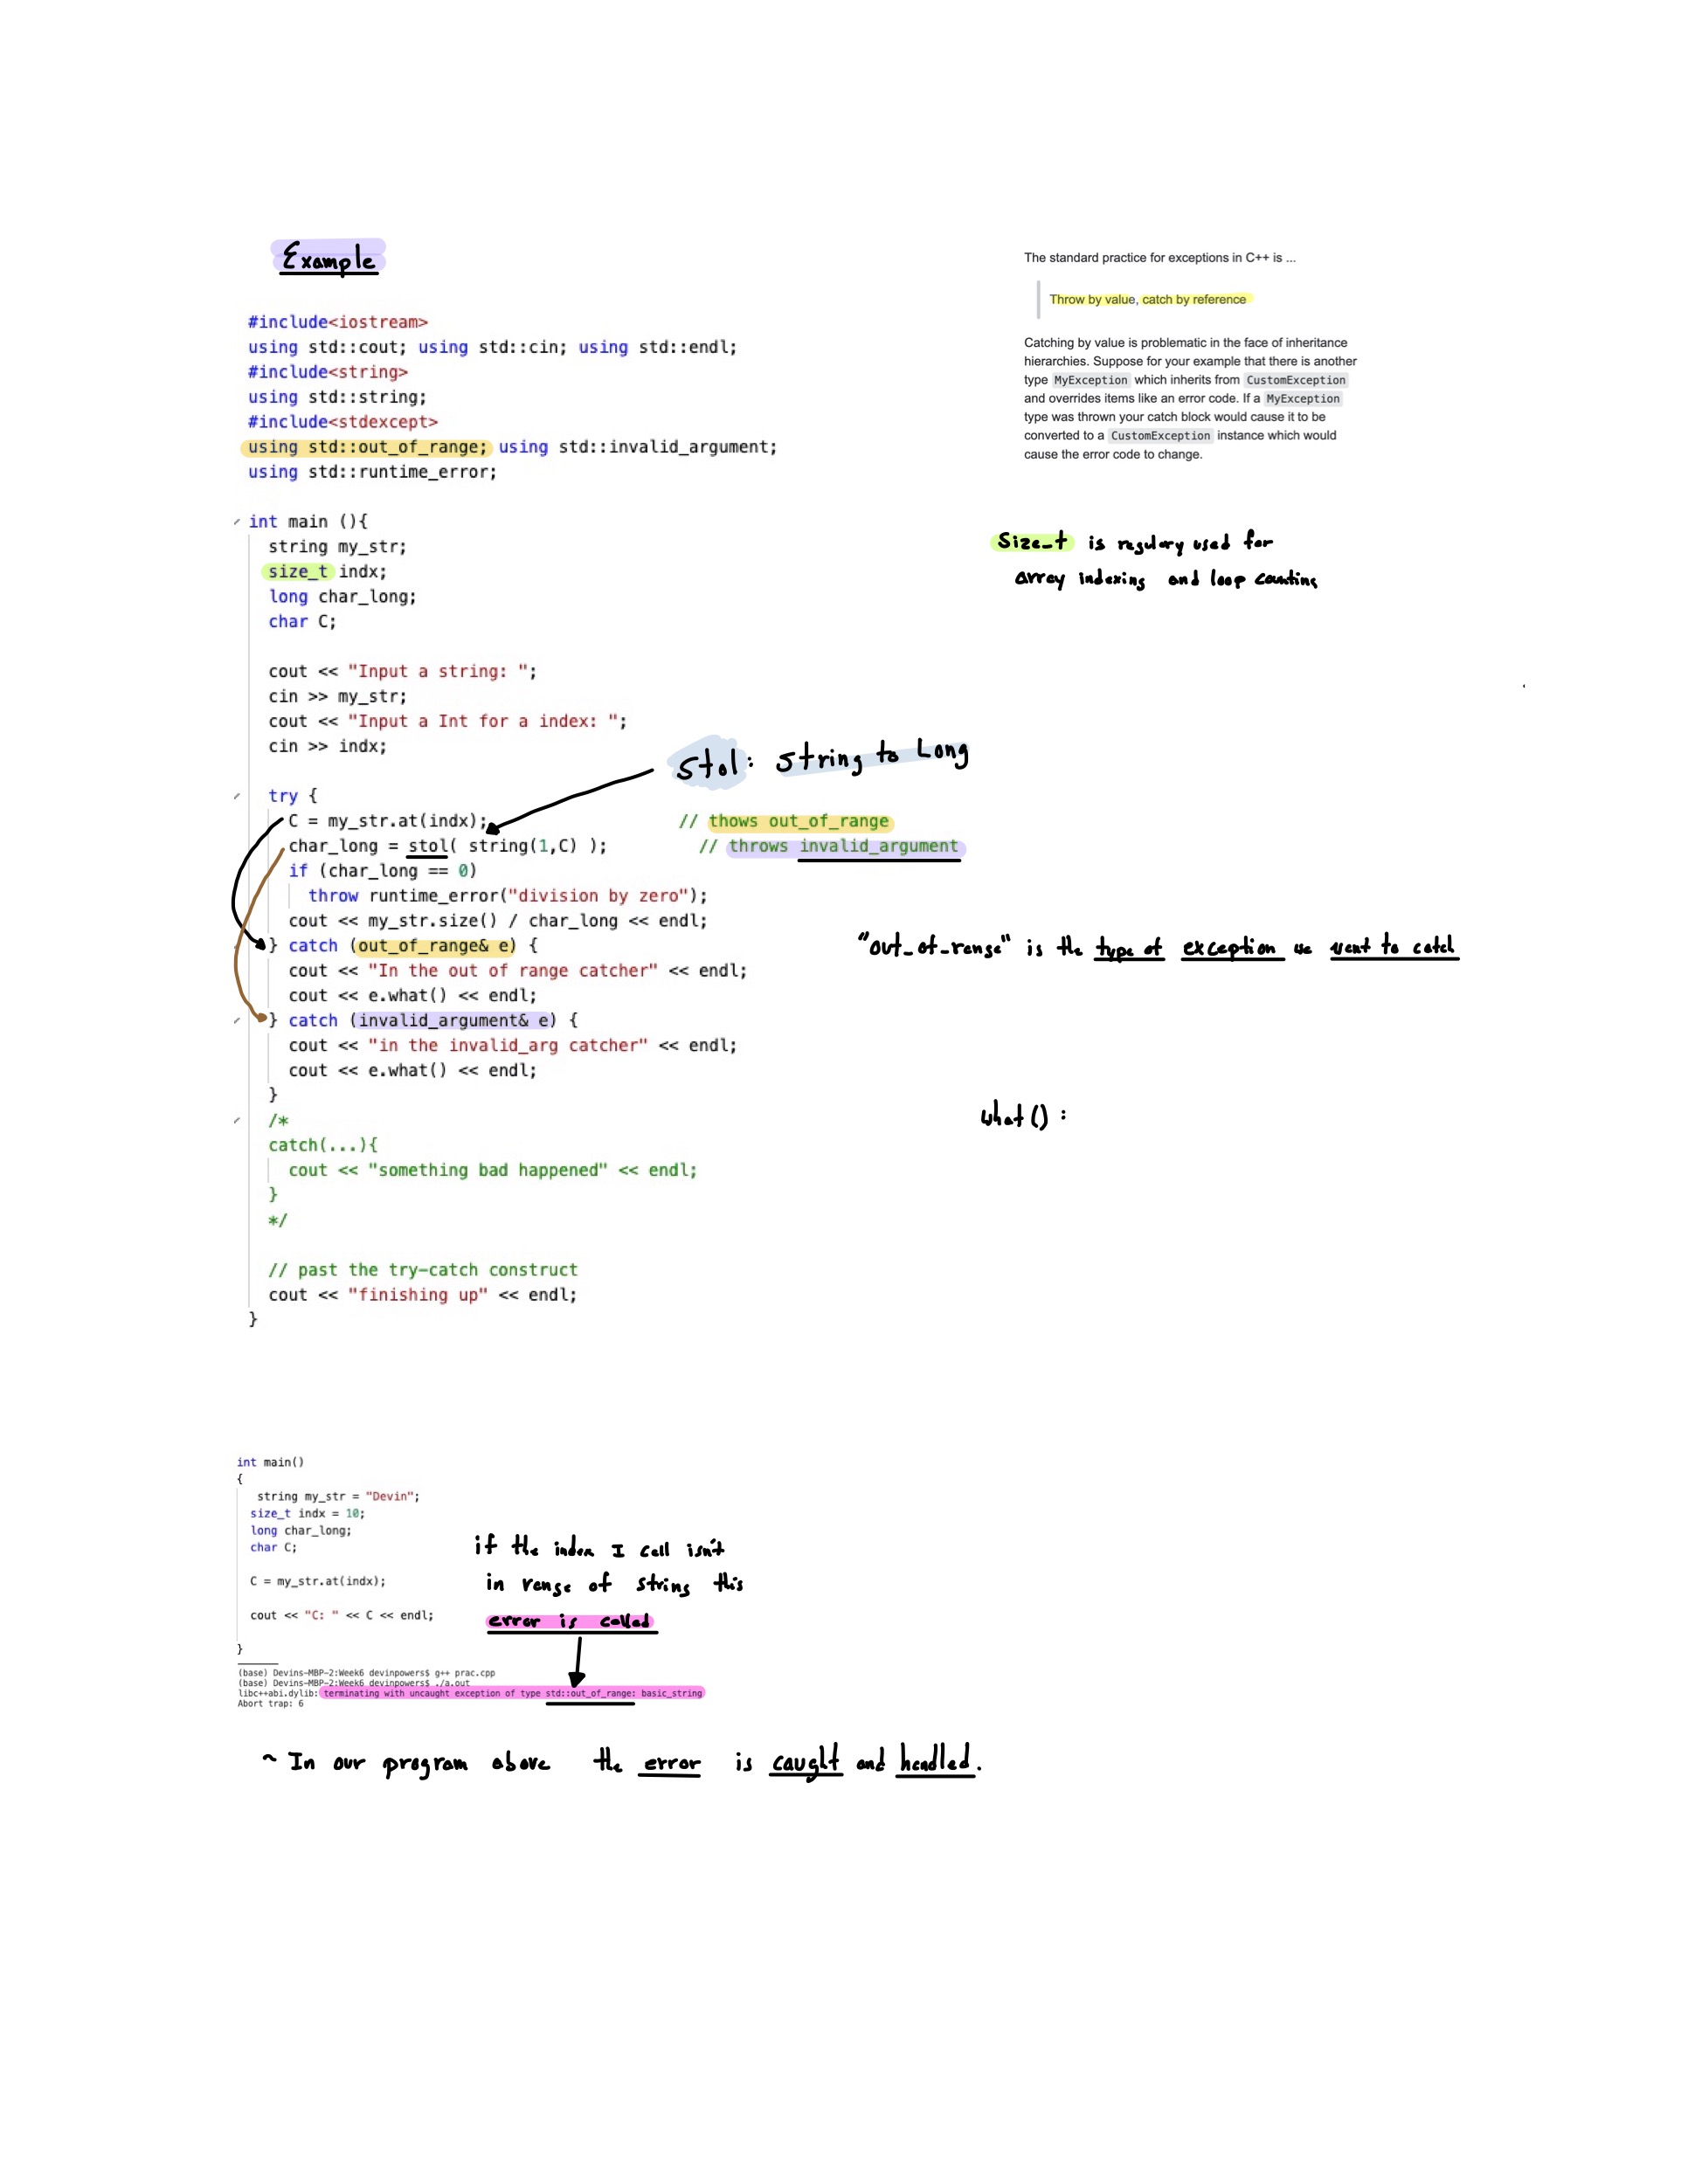 Example
The standard practice for exceptions in C++ is ...
Throw by value, catch by reference
Catching by value is problematic in the face of inheritance
hierarchies. Suppose for your example that there is another
type MyException which inherits from CustomException
and overrides items like an error code. If a MyException
type was thrown your catch block would cause it to be
converted to a CustomException instance which would
cause the error code to change.
#include<iostream>
using std::cout; using std::cin; using std::endl;
#include<string>
using std::string;
#include<stdexcept>
using std::out_of_range; using std::invalid_argument;
using std::runtime_error;
int main (){
string my_str;
size_t indx;
long char_long;
char C;
Size_t is regulary used for
array indexing and loop counting
cout << "Input a string: ";
cin >> my_str;
cout << "Input a Int for a index: ";
cin >> indx;
Stol: string to Long
try {
C = my_str.at(indx); // thows out_of_range
char_long = stol( string(1,C) ); // throws invalid_argument
if (char_long == 0)
throw runtime_error("division by zero");
cout << my_str.size() / char_long << endl;
} catch (out_of_range& e) {
"out_of_range" is the type of exception we want to catch
cout << "In the out of range catcher" << endl;
cout << e.what() << endl;
} catch (invalid_argument& e) {
cout << "in the invalid_arg catcher" << endl;
cout << e.what() << endl;
}
what() :
/*
catch(...){
cout << "something bad happened" << endl;
}
*/
// past the try-catch construct
cout << "finishing up" << endl;
}
int main()
{
string my_str = "Devin";
size_t indx = 10;
long char_long;
char C;
C = my_str.at(indx);
cout << "C: " << C << endl;
}
if the index I call isn't
in range of string this
error is called
(base) Devins-MBP-2:Week6 devinpowers$ g++ prac.cpp
(base) Devins-MBP-2:Week6 devinpowers$ ./a.out
libc++abi.dylib: terminating with uncaught exception of type std::out_of_range: basic_string
Abort trap: 6
~ In our program above the error is caught and handled.